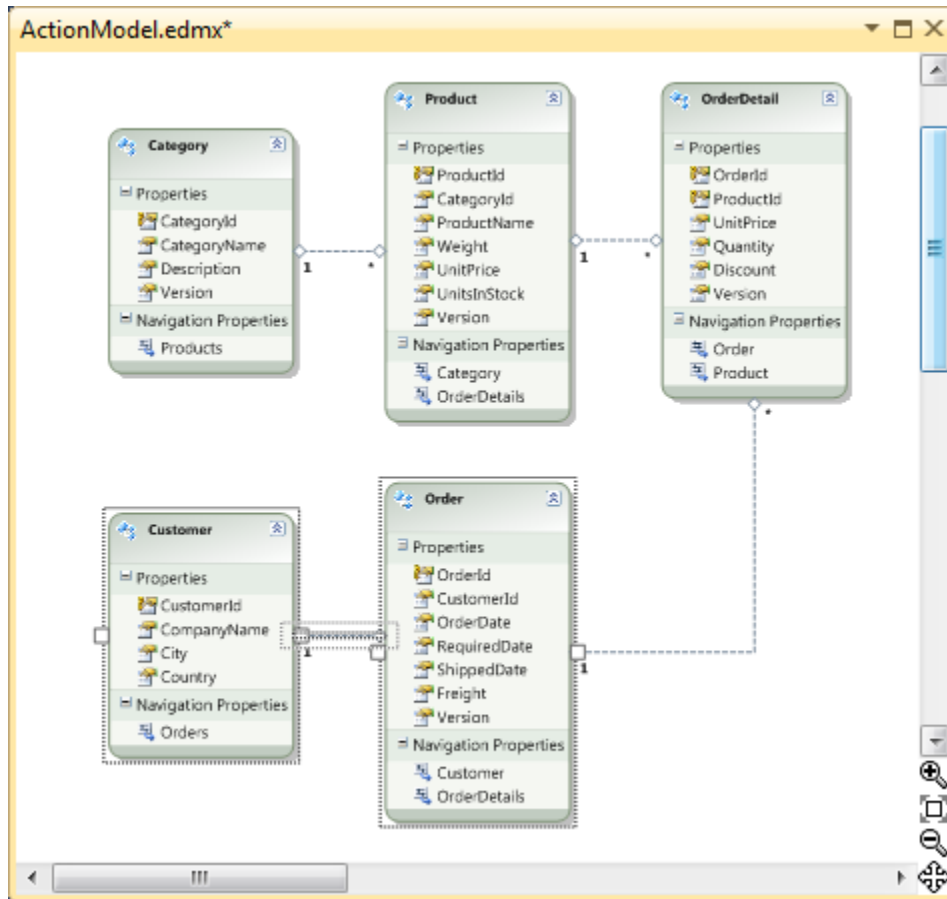 ActionModel.edmx*
Category
Properties
CategoryId
CategoryName
Description
Version
Navigation Properties
Products
1
*
Product
Properties
ProductId
CategoryId
ProductName
Weight
UnitPrice
UnitsInStock
Version
Navigation Properties
Category
OrderDetails
1
*
OrderDetail
Properties
OrderId
ProductId
UnitPrice
Quantity
Discount
Version
Navigation Properties
Order
Product
*
Customer
Properties
CustomerId
CompanyName
City
Country
Navigation Properties
Orders
1
Order
Properties
OrderId
CustomerId
OrderDate
RequiredDate
ShippedDate
Freight
Version
Navigation Properties
Customer
OrderDetails
1